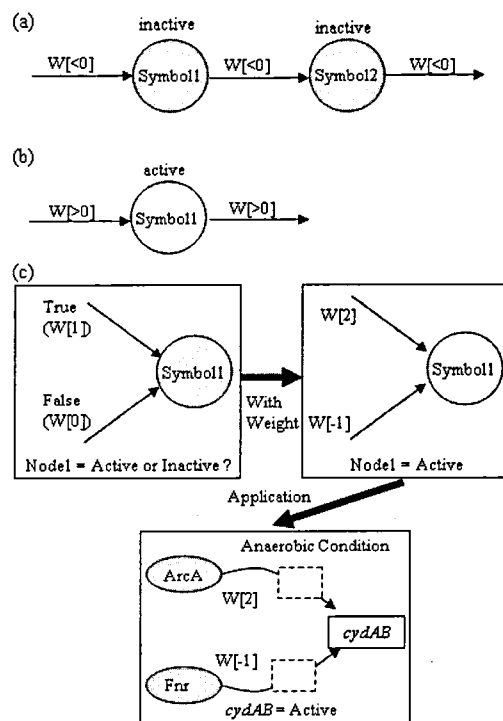 (a)
inactive inactive
W[<0] Symbol1 W[<0] Symbol2 W[<0]
(b)
active
W[>0] Symbol1 W[>0]
(c)
True
(W[1])
Symbol1
False
(W[0])
Node1 = Active or Inactive ?
With
Weight
W[2]
Symbol1
W[-1]
Node1 = Active
Application
Anaerobic Condition
ArcA
W[2]
cydAB
W[-1]
Fnr
cydAB = Active